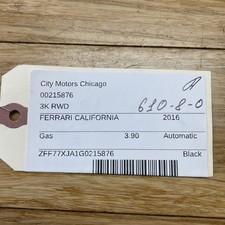 City Motors Chicago
00215876
3K RWD
610-8-0
FERRARI CALIFORNIA 2016
Gas 3.90 Automatic
ZFF77XJA1G0215876 Black